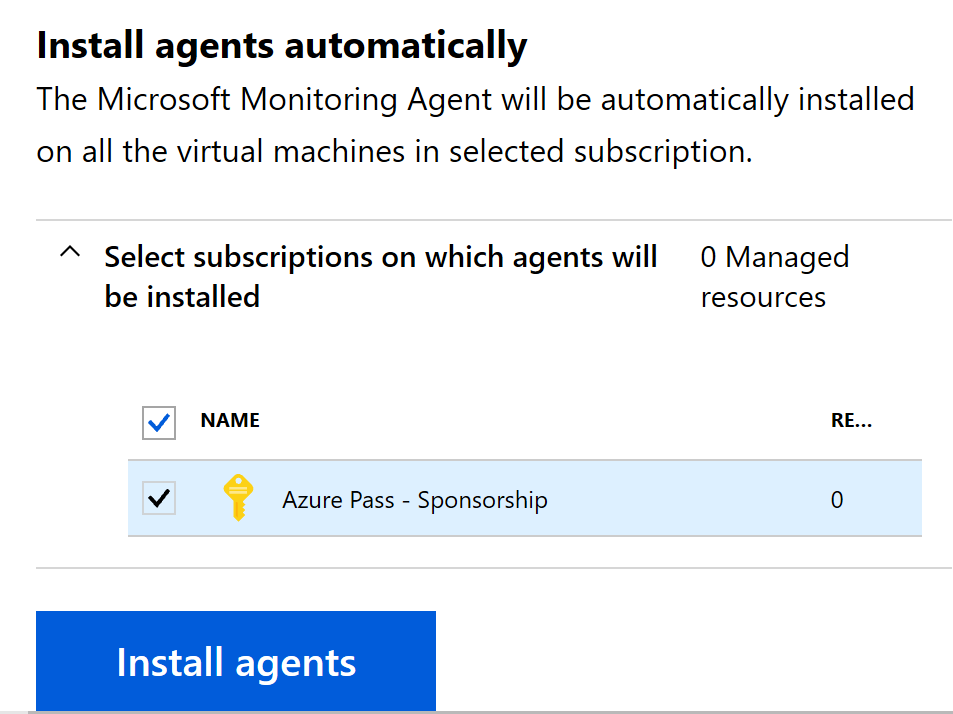 Install agents automatically
The Microsoft Monitoring Agent will be automatically installed
on all the virtual machines in selected subscription.
Select subscriptions on which agents will
be installed
0 Managed
resources
NAME
RE...
Azure Pass - Sponsorship
0
Install agents